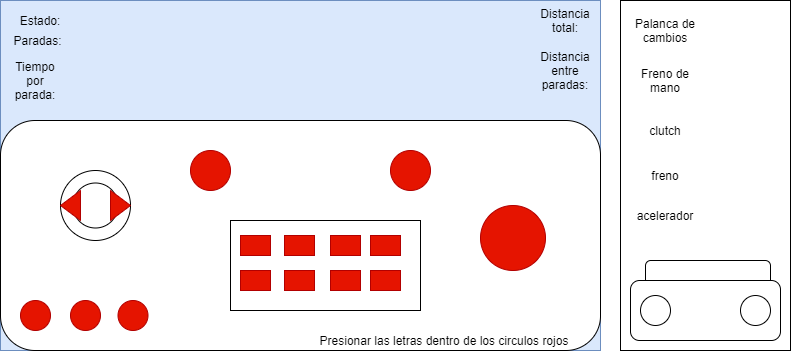 Estado:
Paradas:
Tiempo
por
parada:
Distancia
total:
Distancia
entre
paradas:
Presionar las letras dentro de los circulos rojos
Palanca de
cambios
Freno de
mano
clutch
freno
acelerador